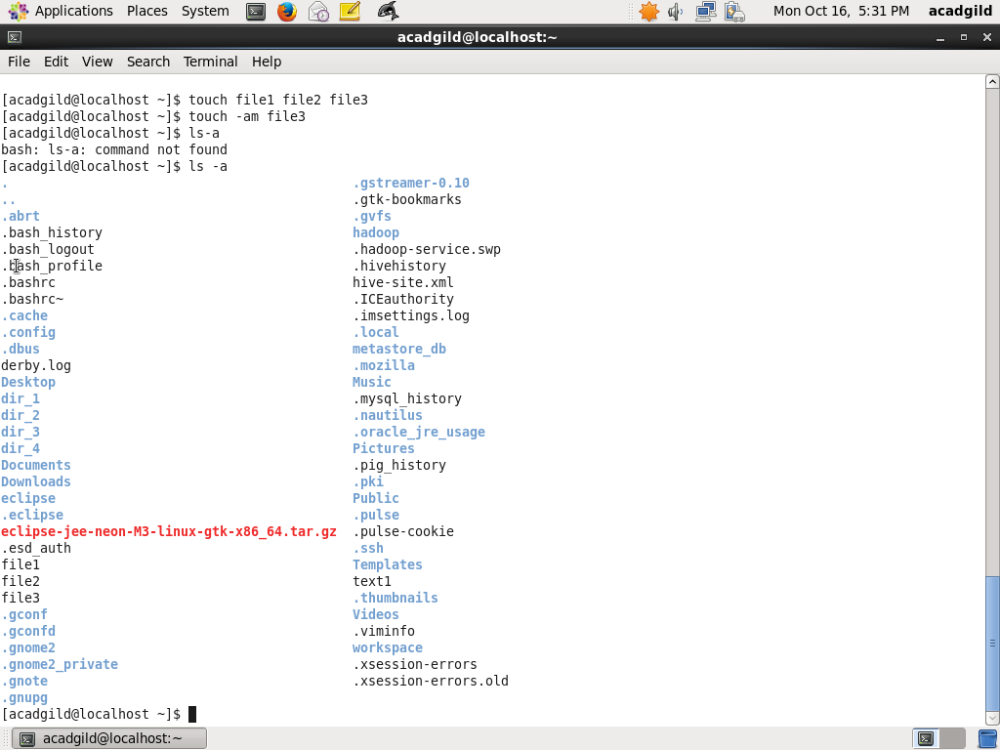 Applications Places System Mon Oct 16, 5:31 PM acadgild
acadgild@localhost:~
File Edit View Search Terminal Help
[acadgild@localhost ~]$ touch file1 file2 file3
[acadgild@localhost ~]$ touch -am file3
[acadgild@localhost ~]$ ls-a
bash: ls-a: command not found
[acadgild@localhost ~]$ ls -a
. .gstreamer-0.10
.. .gtk-bookmarks
.abrt .gvfs
.bash_history hadoop
.bash_logout .hadoop-service.swp
.bash_profile .hivehistory
.bashrc hive-site.xml
.bashrc~ .ICEauthority
.cache .imsettings.log
.config .local
.dbus metastore_db
derby.log .mozilla
Desktop Music
dir_1 .mysql_history
dir_2 .nautilus
dir_3 .oracle_jre_usage
dir_4 Pictures
Documents .pig_history
Downloads .pki
eclipse Public
.eclipse .pulse
eclipse-jee-neon-M3-linux-gtk-x86_64.tar.gz .pulse-cookie
.esd_auth .ssh
file1 Templates
file2 text1
file3 .thumbnails
.gconf Videos
.gconfd .viminfo
.gnome2 workspace
.gnome2_private .xsession-errors
.gnote .xsession-errors.old
.gnupg
[acadgild@localhost ~]$
acadgild@localhost:~